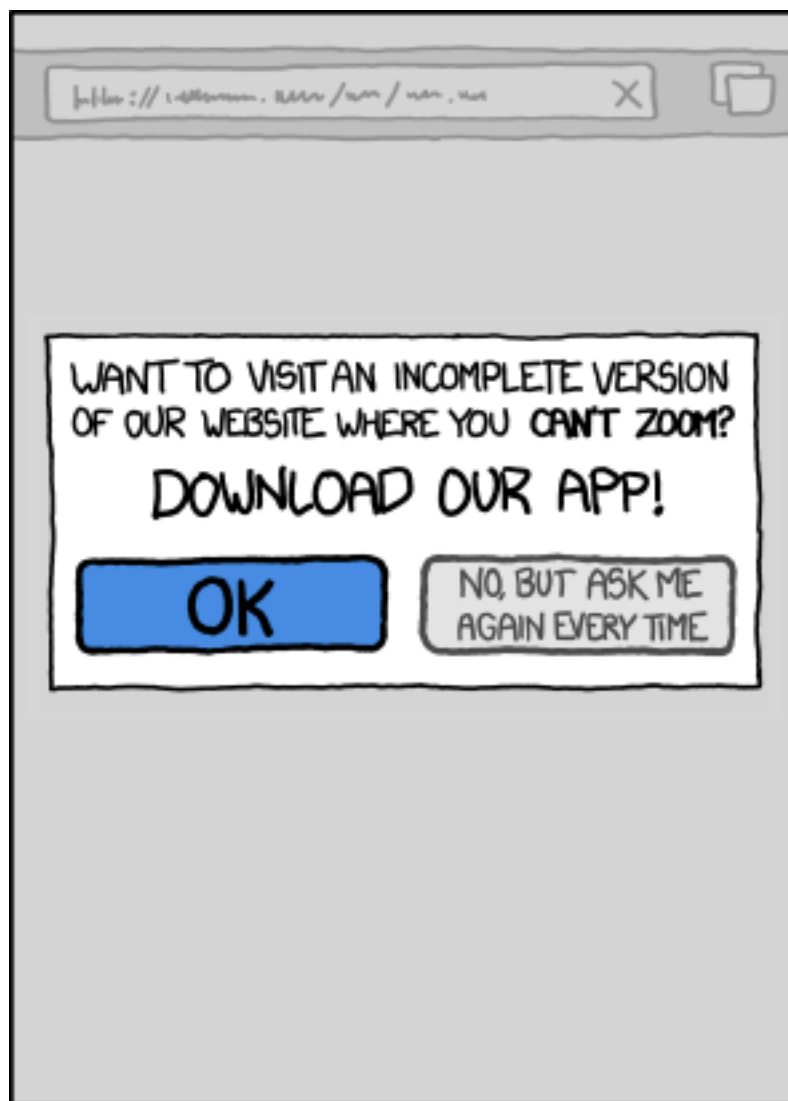 WANT TO VISIT AN INCOMPLETE VERSION
OF OUR WEBSITE WHERE YOU CAN'T ZOOM?
DOWNLOAD OUR APP!
OK
NO, BUT ASK ME
AGAIN EVERY TIME